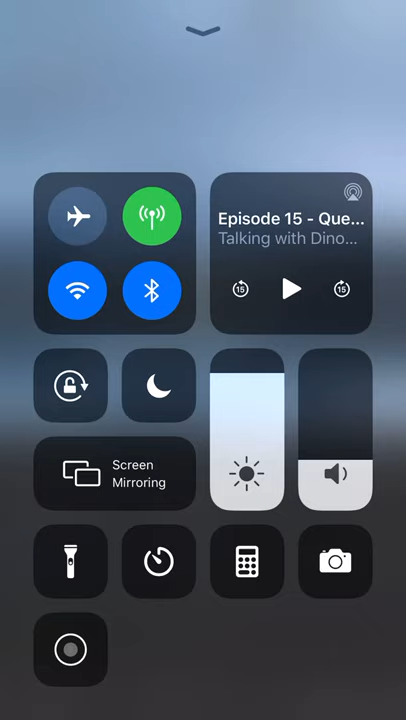 Episode 15 - Que...
Talking with Dino...
15
15
Screen
Mirroring